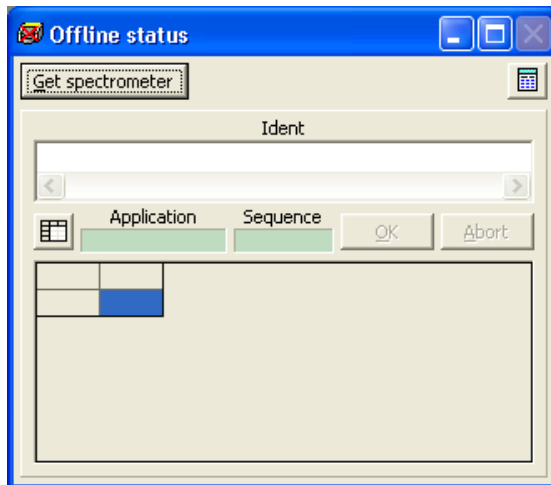 Offline status
Get spectrometer
Ident
Application Sequence OK Abort